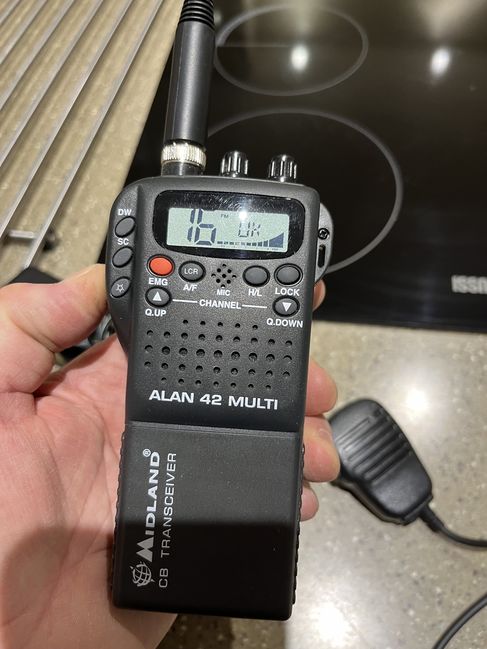 DW
SC
16
FM
UK
EMG
LCR
A/F
MIC
H/L
LOCK
CHANNEL
Q.UP
Q.DOWN
ALAN 42 MULTI
MIDLAND®
CB TRANSCEIVER